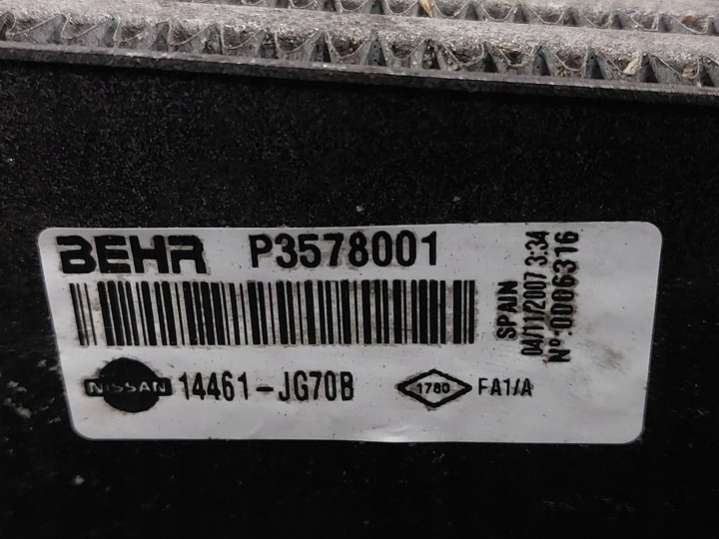 BEHR P3578001
NISSAN 14461-JG70B 1780 FA1/A
SPAIN
04/11/2007 3:34
Nº:0006316